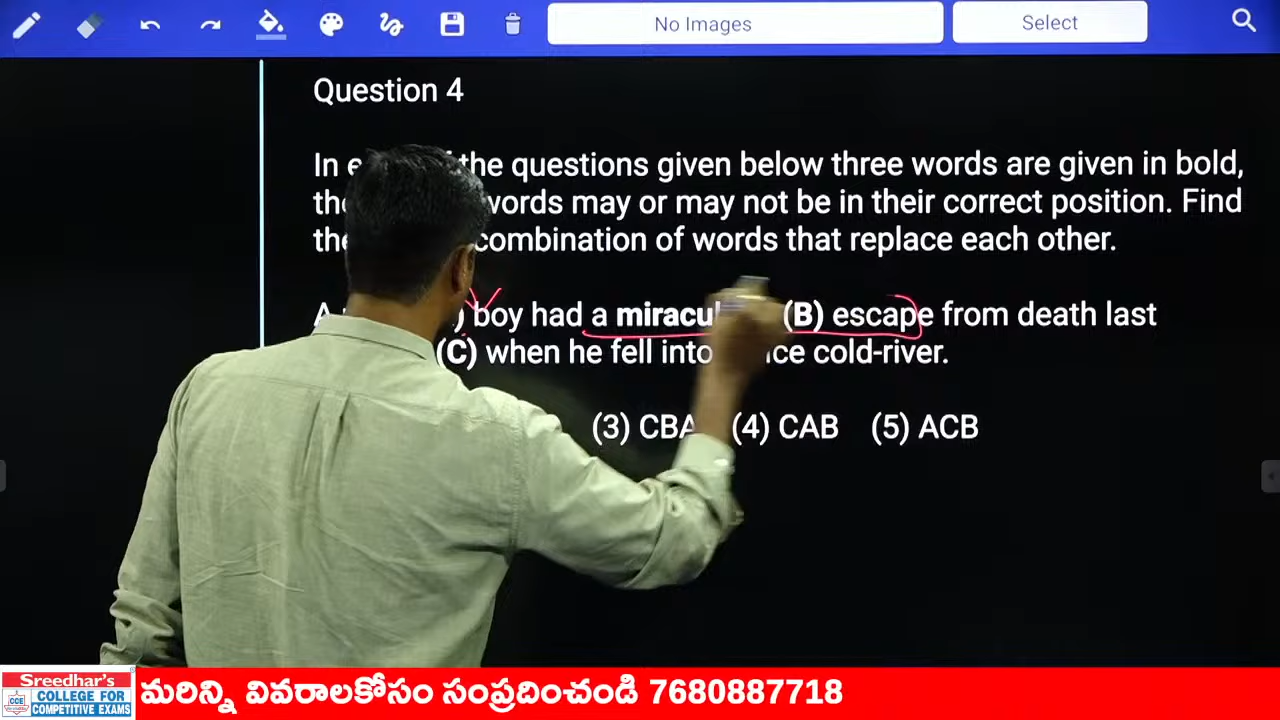 No Images
Select
Question 4
In the questions given below three words are given in bold,
words may or may not be in their correct position. Find
combination of words that replace each other.
A boy had a (B) escape from death last
(C) when he fell into ice cold-river.
(3) CBA (4) CAB (5) ACB
Sreedhar's
CCE
COLLEGE FOR
COMPETITIVE EXAMS
మరిన్ని వివరాలకోసం సంప్రదించండి 7680887718